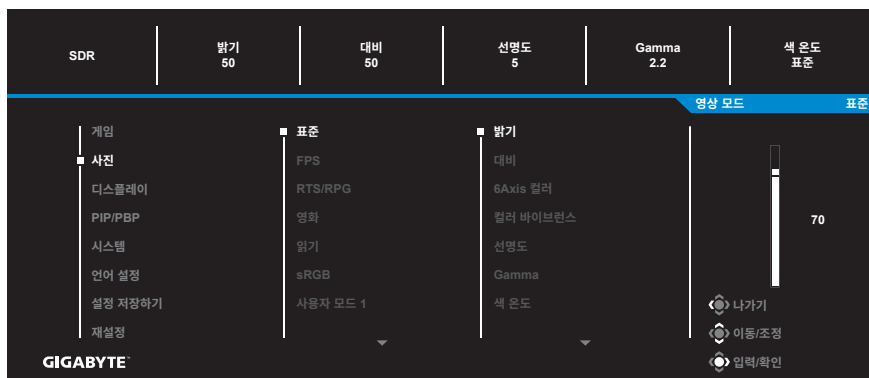 SDR
밝기
50
대비
50
선명도
5
Gamma
2.2
색 온도
표준
영상 모드 표준
게임
사진
디스플레이
PIP/PBP
시스템
언어 설정
설정 저장하기
재설정
표준
FPS
RTS/RPG
영화
읽기
sRGB
사용자 모드 1
밝기
대비
6Axis 컬러
컬러 바이브런스
선명도
Gamma
색 온도
70
나가기
이동/조정
입력/확인
GIGABYTE™